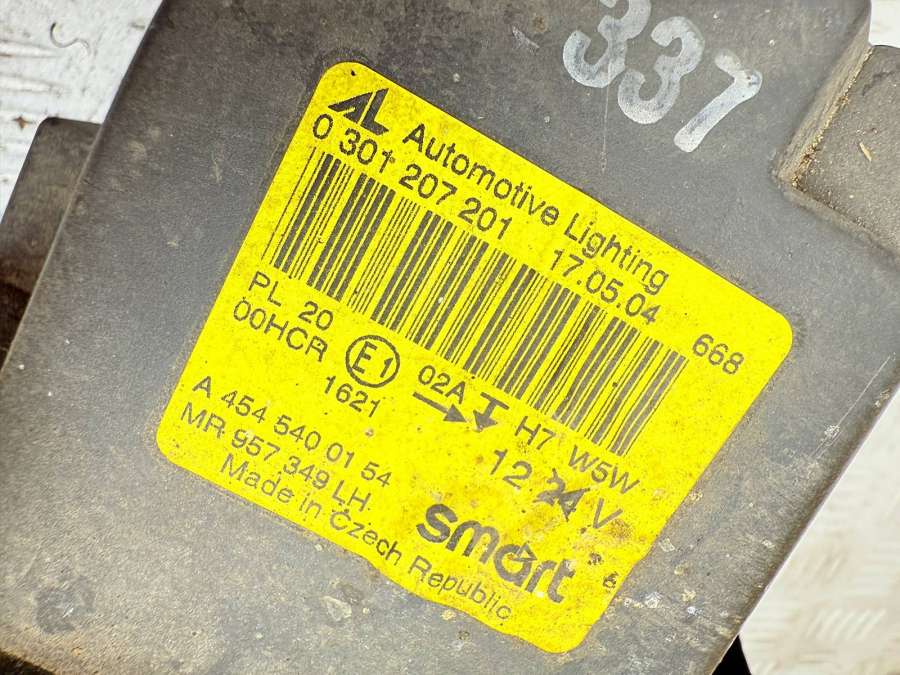 337
AL Automotive Lighting
0 301 207 201 17.05.04 668
PL 20
00HCR E1 02A H7 W5W
1621 12 24 V
A 454 540 01 54
MR 957 349 LH
Made in Czech Republic
smart